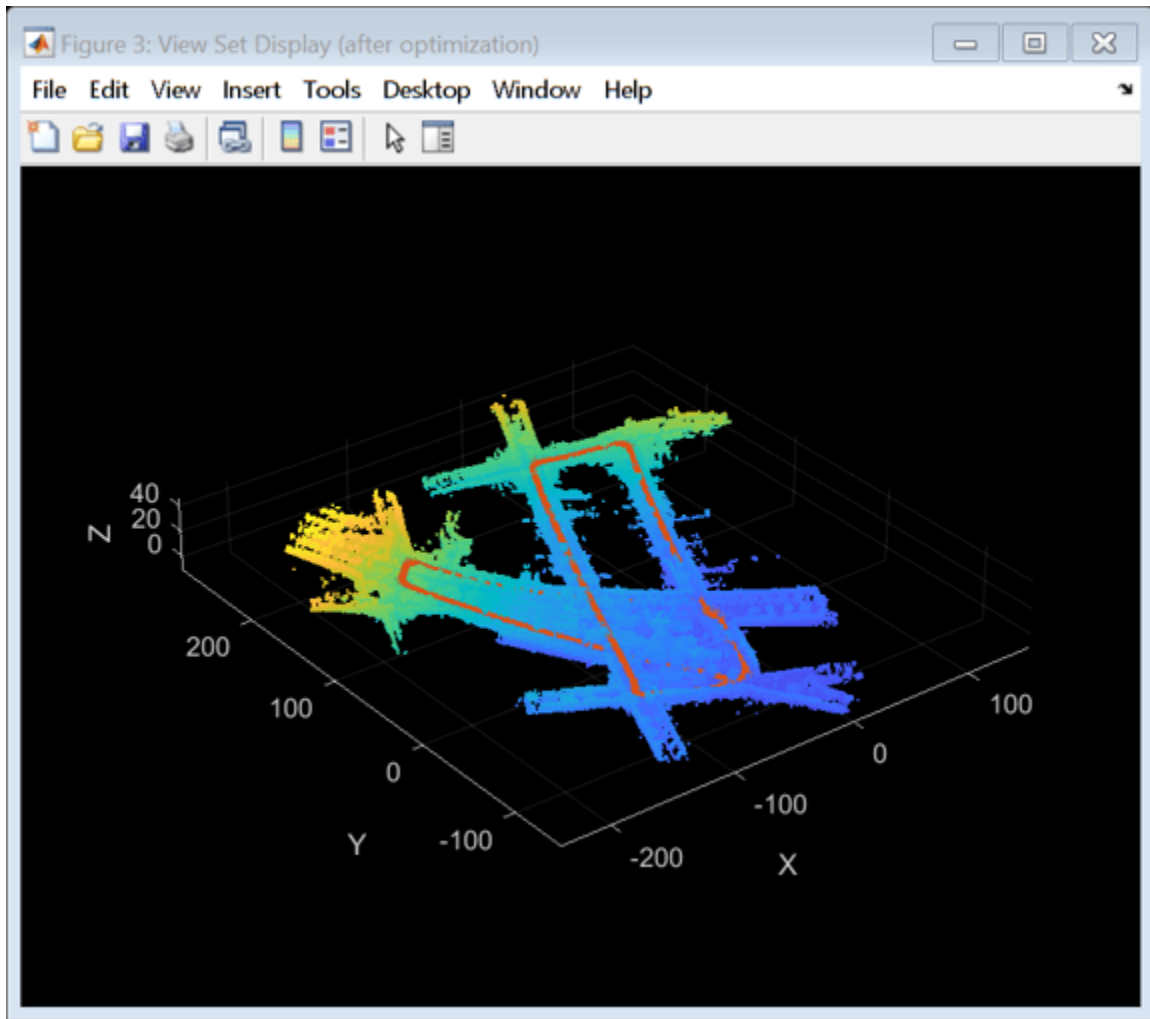 Figure 3: View Set Display (after optimization)
File Edit View Insert Tools Desktop Window Help
40
20
0
Z
200
100
0
-100
Y
100
0
-100
-200
X